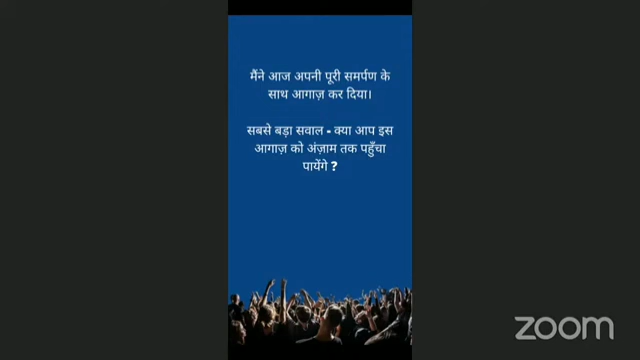 मैंने आज अपनी पूरी समर्पण के
साथ आगाज़ कर दिया।
सबसे बड़ा सवाल - क्या आप इस
आगाज़ को अंज़ाम तक पहुँचा
पायेंगे ?
zoom